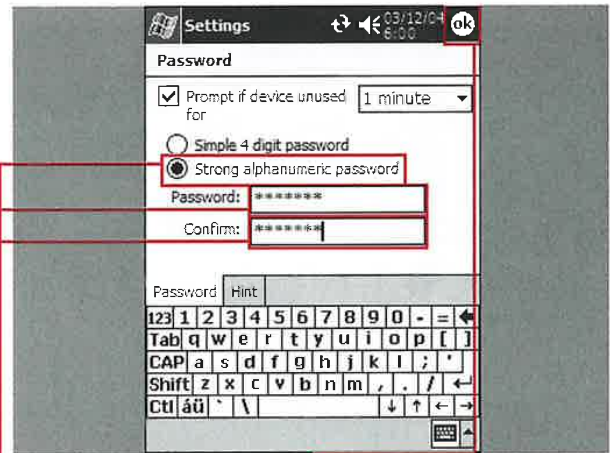 Settings 03/12/04 ok
6:00
Password
Prompt if device unused 1 minute
for
Simple 4 digit password
Strong alphanumeric password
Password: *******
Confirm: *******
Password Hint
123 1 2 3 4 5 6 7 8 9 0 - =
Tab q w e r t y u i o p [ ]
CAP a s d f g h j k l ; '
Shift z x c v b n m , . /
Ctl áü ` \